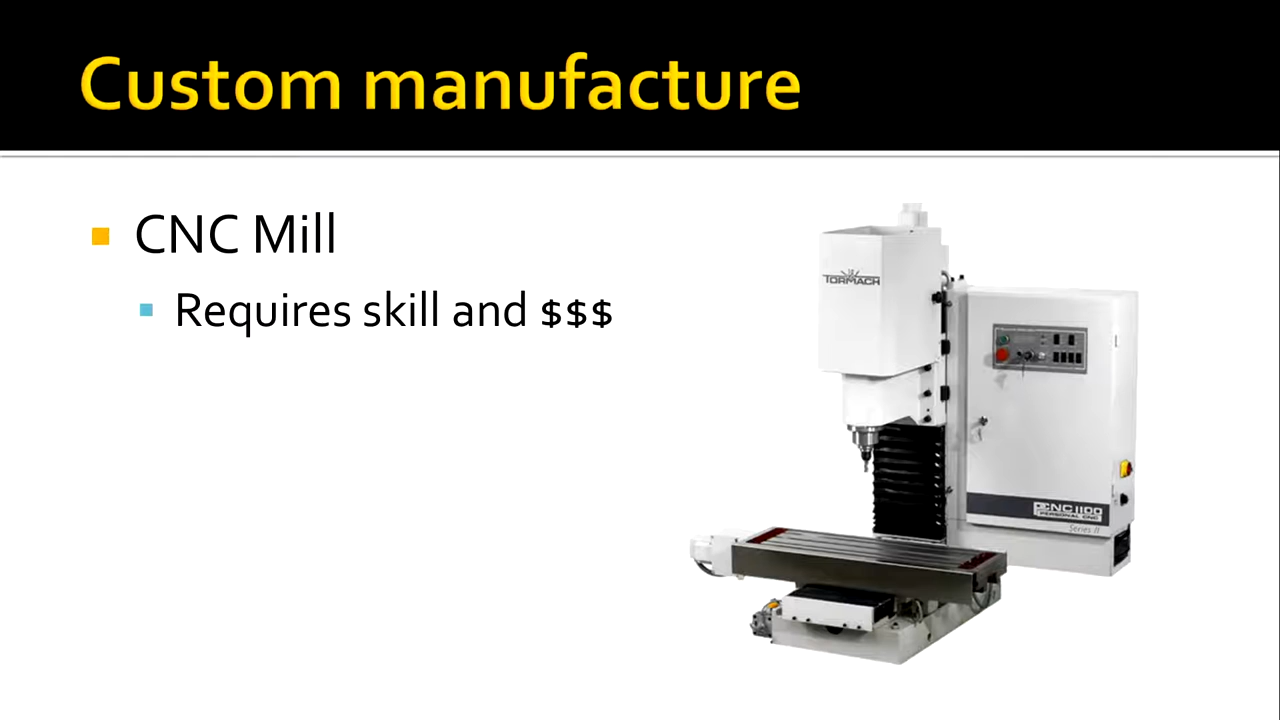 Custom manufacture
CNC Mill
Requires skill and $$$
TORMACH
PCNC 1100
PERSONAL CNC
Series II